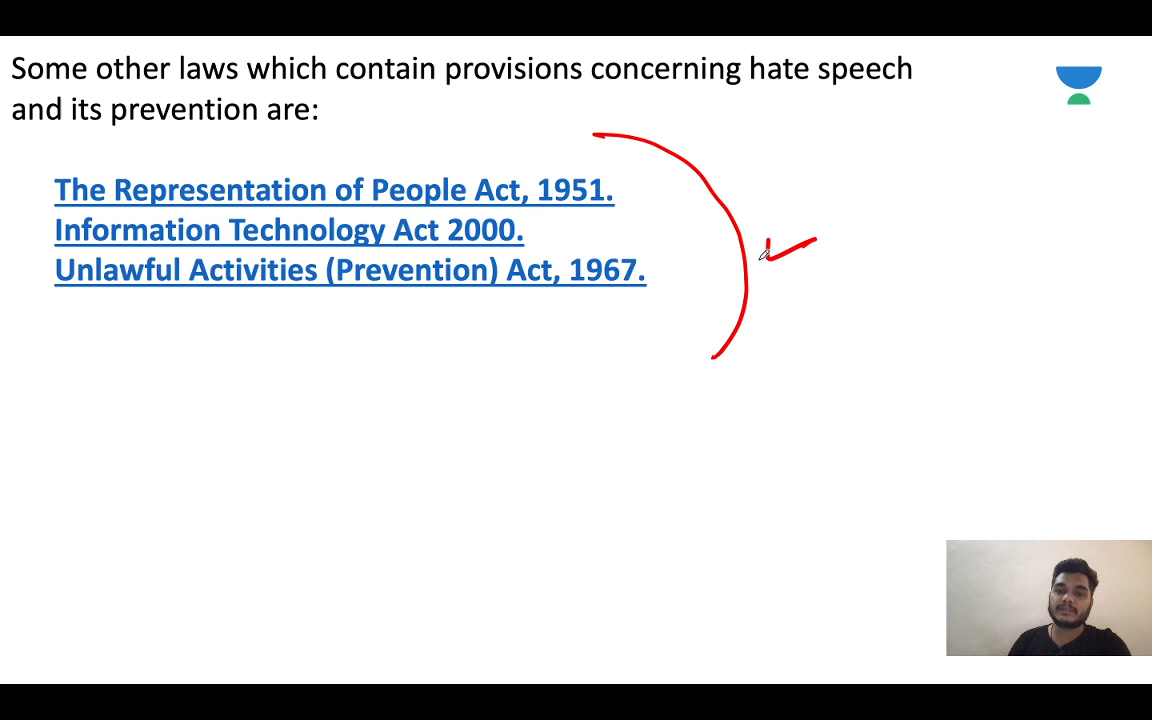 Some other laws which contain provisions concerning hate speech
and its prevention are:
The Representation of People Act, 1951.
Information Technology Act 2000.
Unlawful Activities (Prevention) Act, 1967.